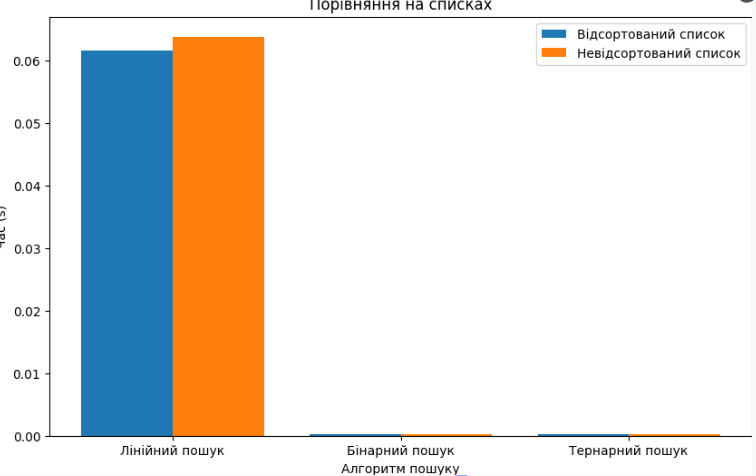 Порівняння на списках
Відсортований список
Невідсортований список
Час (s)
0.06
0.05
0.04
0.03
0.02
0.01
0.00
Лінійний пошук Бінарний пошук Тернарний пошук
Алгоритм пошуку